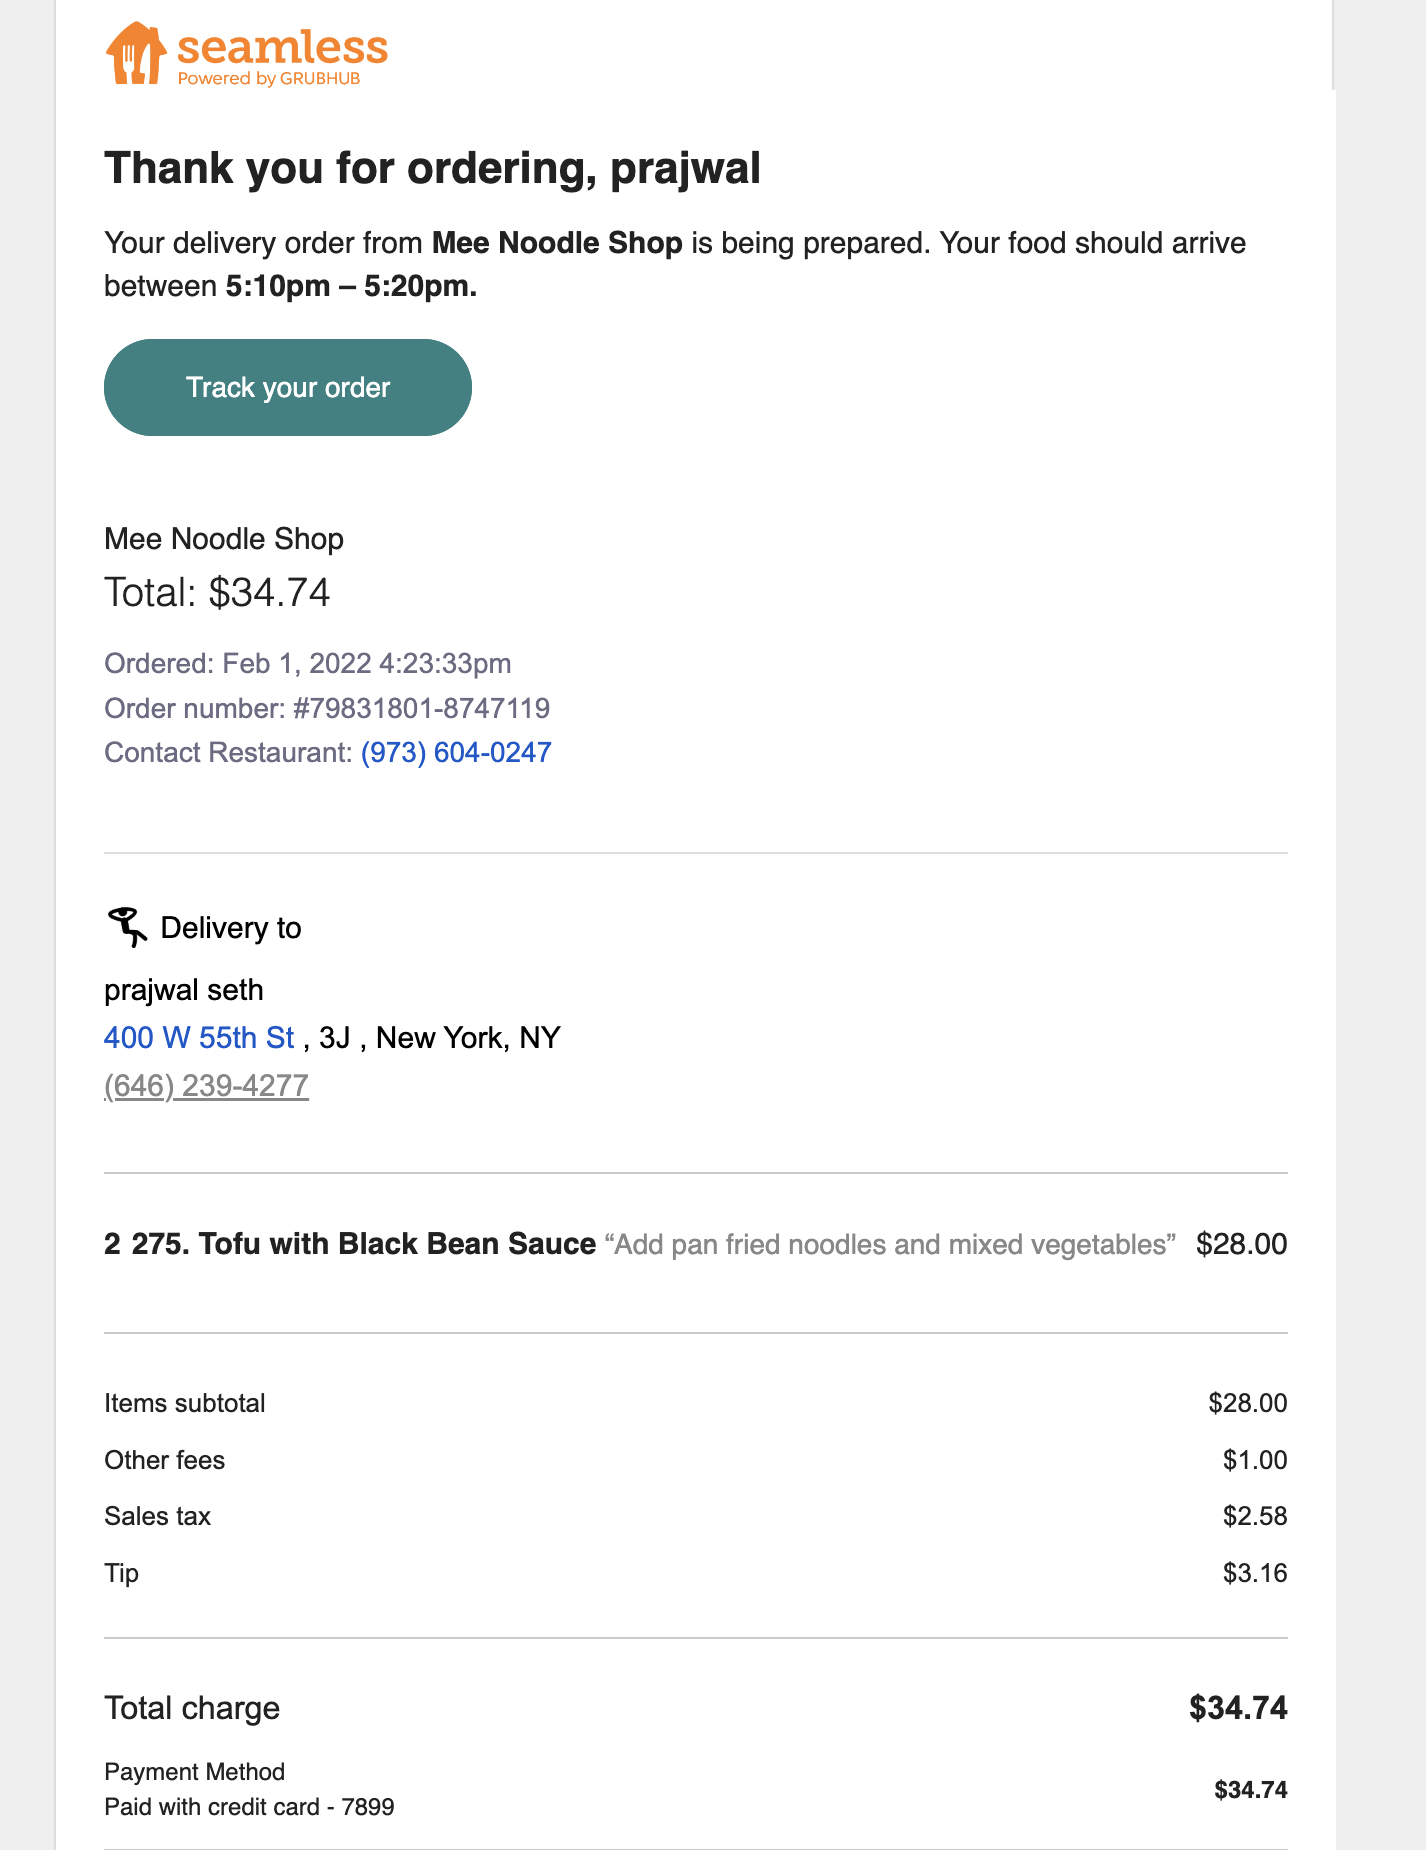 seamless
Powered by GRUBHUB
Thank you for ordering, prajwal
Your delivery order from Mee Noodle Shop is being prepared. Your food should arrive
between 5:10pm – 5:20pm.
Track your order
Mee Noodle Shop
Total: $34.74
Ordered: Feb 1, 2022 4:23:33pm
Order number: #79831801-8747119
Contact Restaurant: (973) 604-0247
Delivery to
prajwal seth
400 W 55th St , 3J , New York, NY
(646) 239-4277
2 275. Tofu with Black Bean Sauce “Add pan fried noodles and mixed vegetables” $28.00
Items subtotal $28.00
Other fees $1.00
Sales tax $2.58
Tip $3.16
Total charge $34.74
Payment Method
Paid with credit card - 7899 $34.74